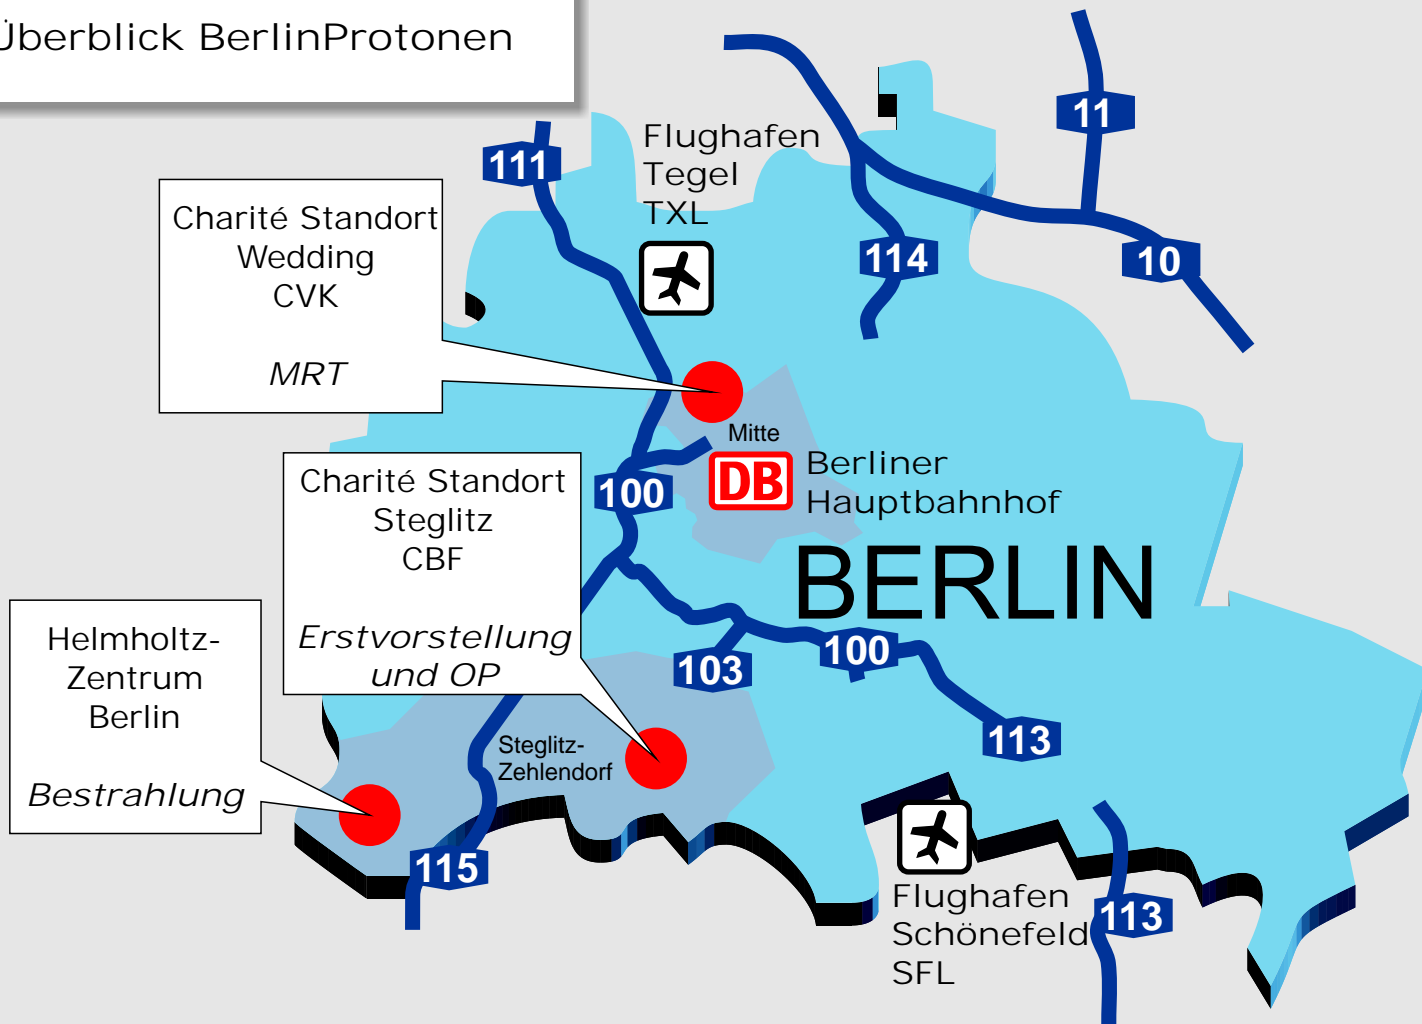 Überblick BerlinProtonen
11
111
Flughafen
Tegel
TXL
Charité Standort
Wedding
CVK
MRT
114
10
Mitte
DB
Berliner
Hauptbahnhof
100
Charité Standort
Steglitz
CBF
Erstvorstellung
und OP
BERLIN
Helmholtz-
Zentrum
Berlin
Bestrahlung
103
100
113
Steglitz-
Zehlendorf
115
Flughafen
Schönefeld
SFL
113